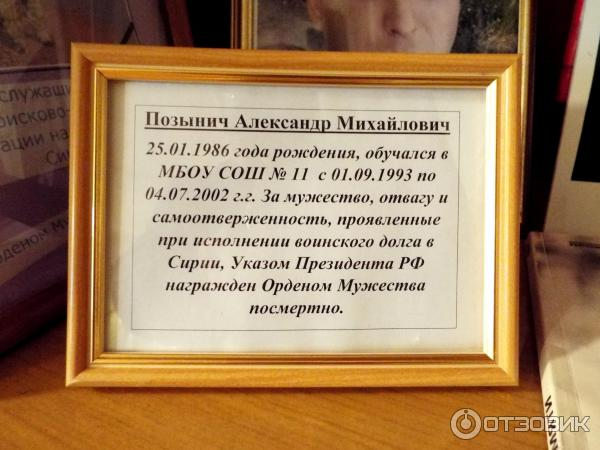 Позынич Александр Михайлович
25.01.1986 года рождения, обучался в
МБОУ СОШ № 11 с 01.09.1993 по
04.07.2002 г.г. За мужество, отвагу и
самоотверженность, проявленные
при исполнении воинского долга в
Сирии, Указом Президента РФ
награжден Орденом Мужества
посмертно.
ОТЗОВИК